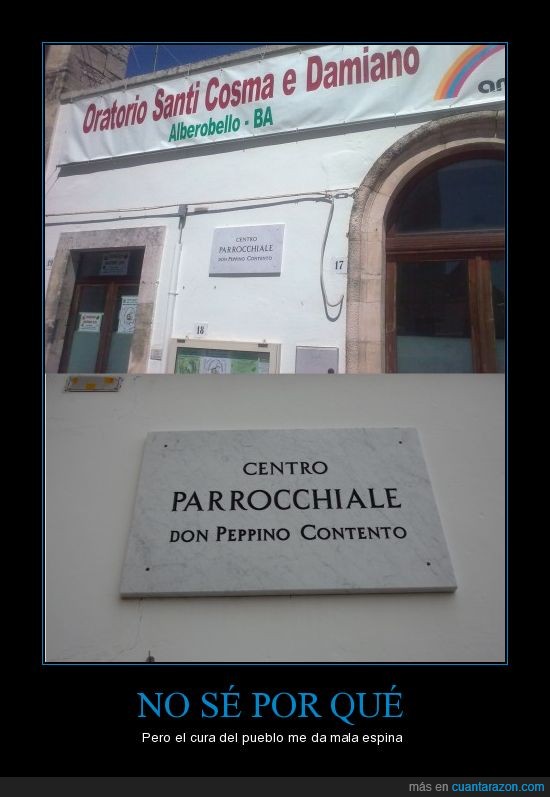 Oratorio Santi Cosma e Damiano
Alberobello - BA
an
CENTRO
PARROCCHIALE
DON PEPPINO CONTENTO
17
18
CENTRO
PARROCCHIALE
DON PEPPINO CONTENTO
NO SÉ POR QUÉ
Pero el cura del pueblo me da mala espina
más en cuantarazon.com